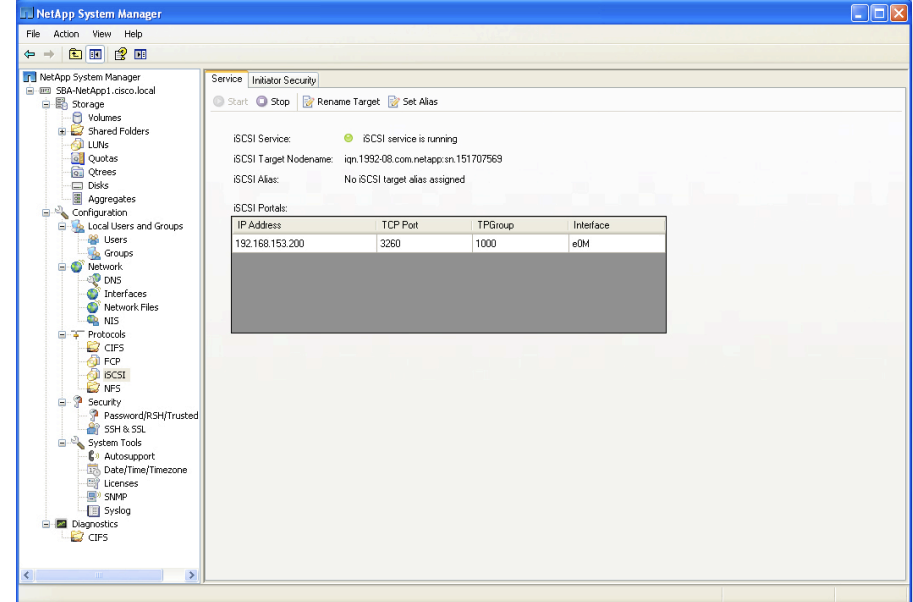 NetApp System Manager
File Action View Help
NetApp System Manager
SBA-NetApp1.cisco.local
Storage
Volumes
Shared Folders
LUNs
Quotas
Qtrees
Disks
Aggregates
Configuration
Local Users and Groups
Users
Groups
Network
DNS
Interfaces
Network Files
NIS
Protocols
CIFS
FCP
iSCSI
NFS
Security
Password/RSH/Trusted
SSH & SSL
System Tools
Autosupport
Date/Time/Timezone
Licenses
SNMP
Syslog
Diagnostics
CIFS
Service Initiator Security
Start Stop Rename Target Set Alias
iSCSI Service: iSCSI service is running
iSCSI Target Nodename: iqn.1992-08.com.netapp:sn.151707569
iSCSI Alias: No iSCSI target alias assigned
iSCSI Portals:
IP Address TCP Port TPGroup Interface
192.168.153.200 3260 1000 e0M